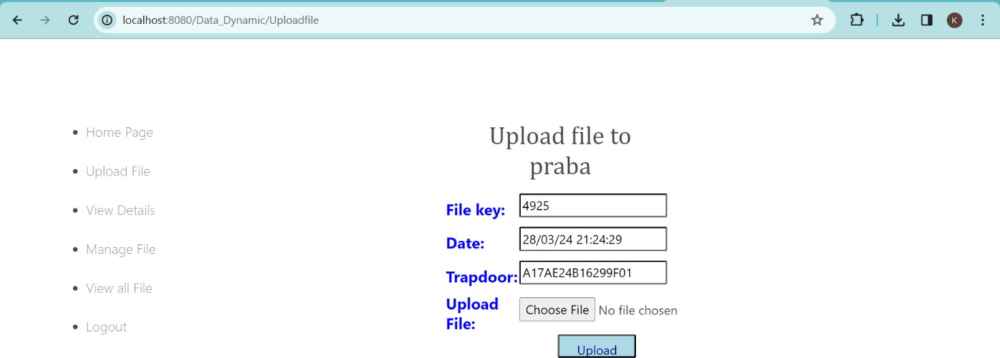 localhost:8080/Data_Dynamic/Uploadfile
K
Home Page
Upload File
View Details
Manage File
View all File
Logout
Upload file to
praba
File key: 4925
Date: 28/03/24 21:24:29
Trapdoor: A17AE24B16299F01
Upload
File: Choose File No file chosen
Upload